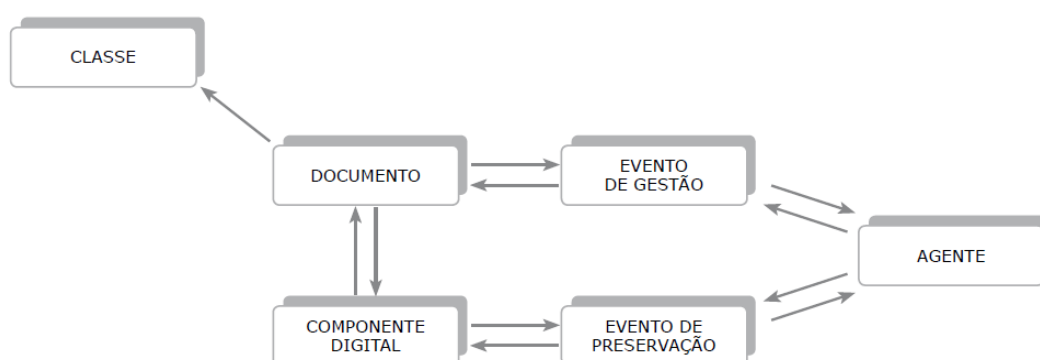 CLASSE
DOCUMENTO
EVENTO
DE GESTÃO
AGENTE
COMPONENTE
DIGITAL
EVENTO DE
PRESERVAÇÃO